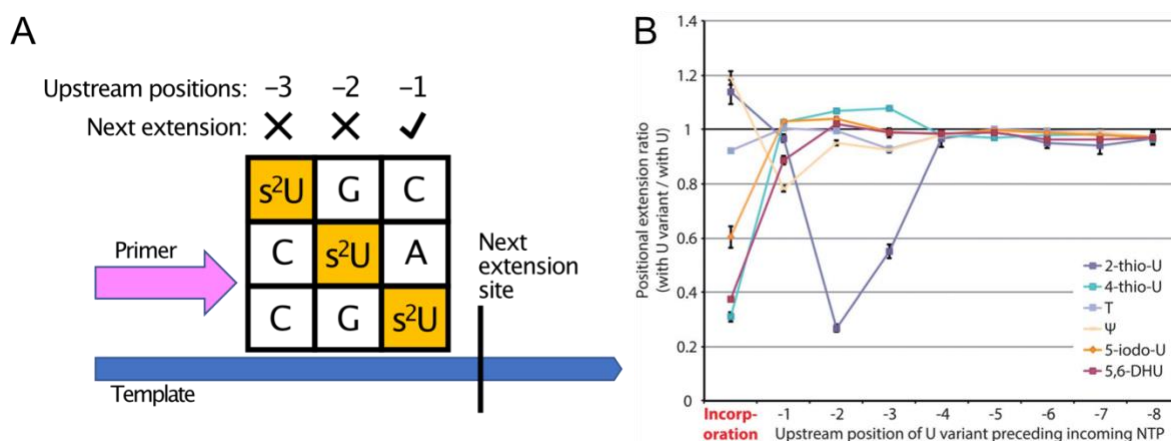 A
Upstream positions: −3 −2 −1
Next extension: ✕ ✕ ✓
s²U G C
C s²U A
C G s²U
Primer
Next
extension
site
Template
B
Positional extension ratio
(with U variant / with U)
1.4
1.2
1
0.8
0.6
0.4
0.2
0
2-thio-U
4-thio-U
T
Ψ
5-iodo-U
5,6-DHU
Incorp-
oration
-1 -2 -3 -4 -5 -6 -7 -8
Upstream position of U variant preceding incoming NTP